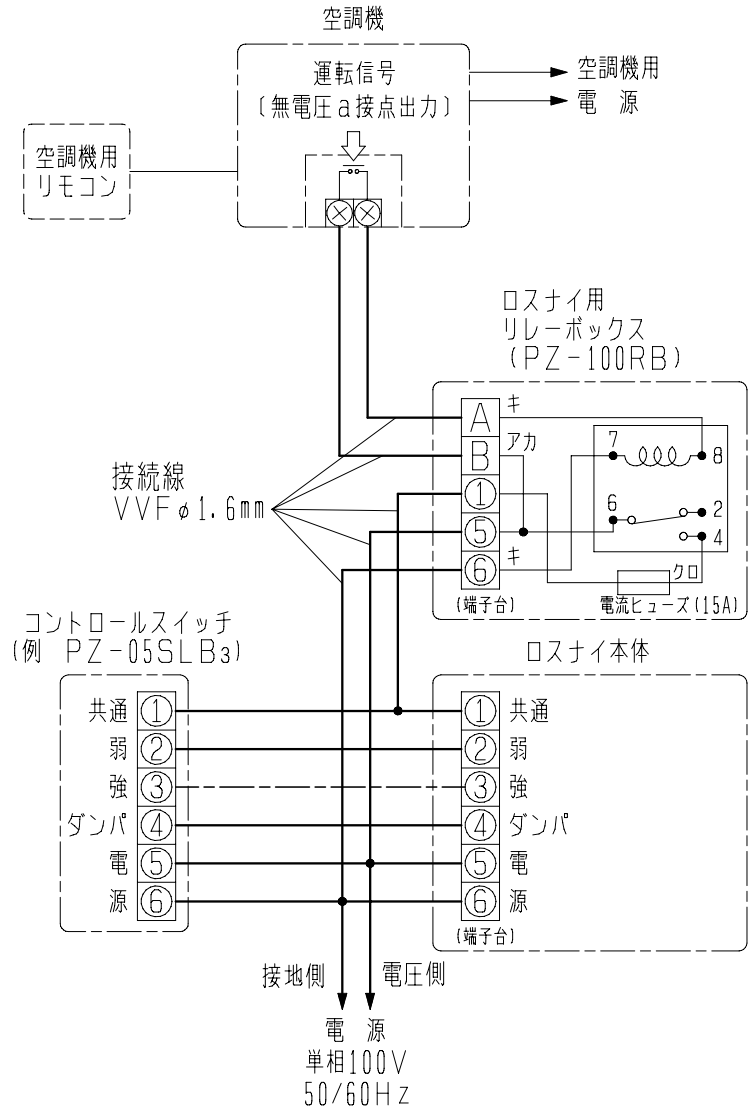 空調機
運転信号
(無電圧a接点出力)
空調機用
電 源
空調機用
リモコン
ロスナイ用
リレーボックス
(PZ-100RB)
A
キ
B
アカ
1
5
6
キ
7
8
6
2
4
クロ
(端子台)
電流ヒューズ(15A)
接続線
VVFφ1.6mm
コントロールスイッチ
(例 PZ-05SLB3)
ロスナイ本体
共通 ① ① 共通
弱 ② ② 弱
強 ③ ③ 強
ダンパ ④ ④ ダンパ
電 ⑤ ⑤ 電
源 ⑥ ⑥ 源
(端子台)
接地側 電圧側
電 源
単相100V
50/60Hz